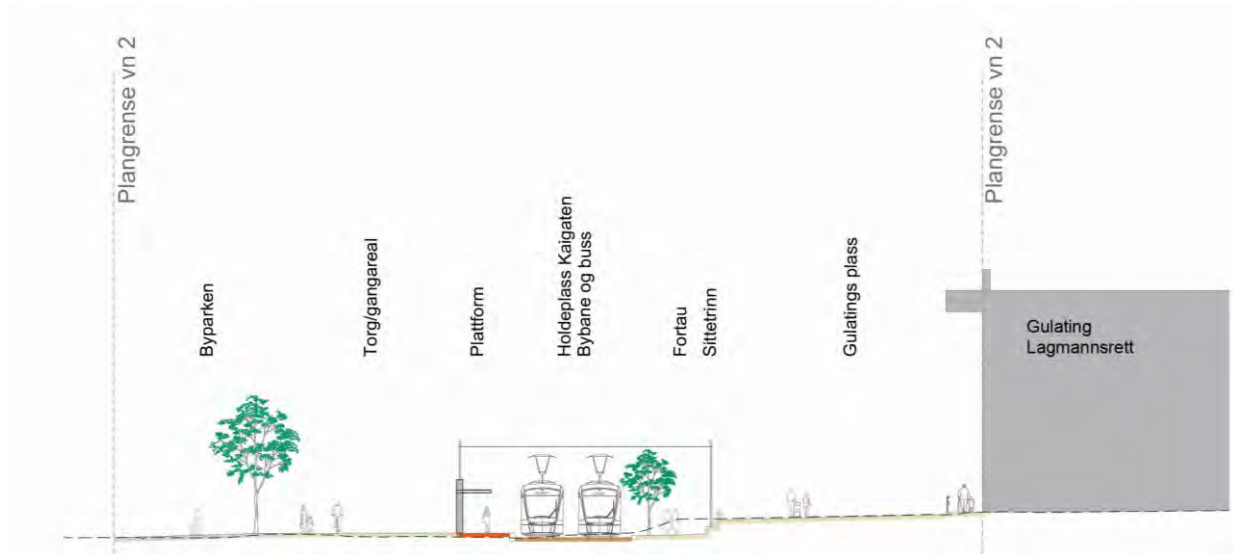 Plangrense vn 2
Byparken
Torg/gangareal
Plattform
Holdeplass Kaigaten
Bybane og buss
Fortau
Sittetrinn
Gulatings plass
Plangrense vn 2
Gulating
Lagmannsrett